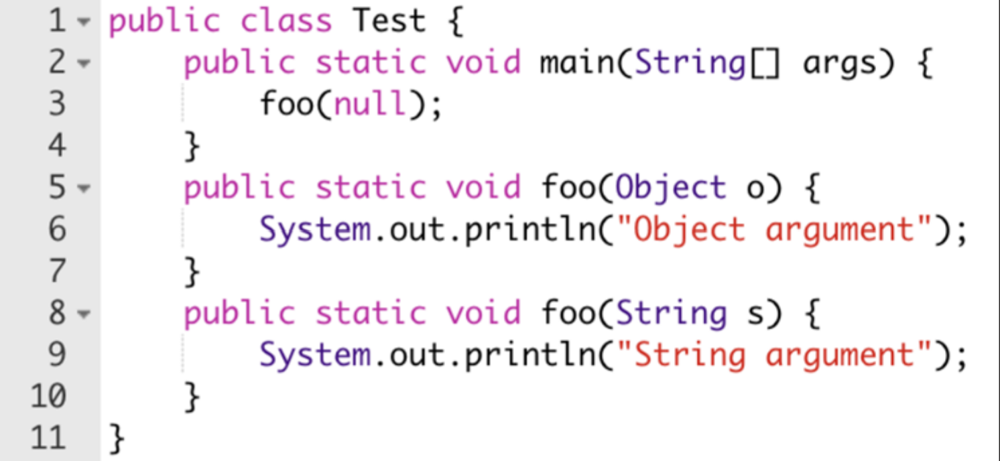 1 public class Test {
2     public static void main(String[] args) {
3         foo(null);
4     }
5     public static void foo(Object o) {
6         System.out.println("Object argument");
7     }
8     public static void foo(String s) {
9         System.out.println("String argument");
10     }
11 }